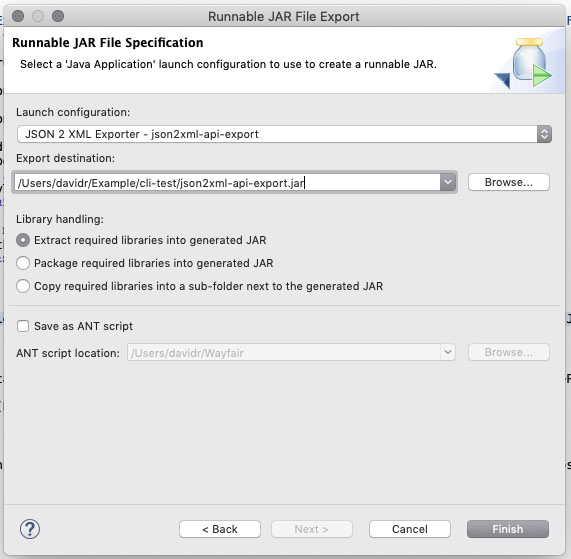 Runnable JAR File Export
Runnable JAR File Specification
Select a 'Java Application' launch configuration to use to create a runnable JAR.
Launch configuration:
JSON 2 XML Exporter - json2xml-api-export
Export destination:
/Users/davidr/Example/cli-test/json2xml-api-export.jar
Browse...
Library handling:
Extract required libraries into generated JAR
Package required libraries into generated JAR
Copy required libraries into a sub-folder next to the generated JAR
Save as ANT script
ANT script location:
/Users/davidr/Wayfair
Browse...
?
< Back
Next >
Cancel
Finish